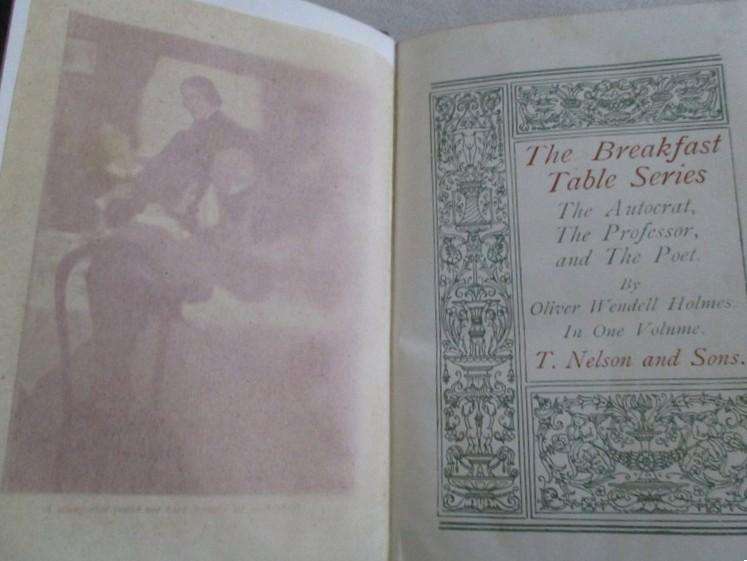 The Breakfast
Table Series
The Autocrat,
The Professor,
and The Poet.
By
Oliver Wendell Holmes.
In One Volume.
T. Nelson and Sons.